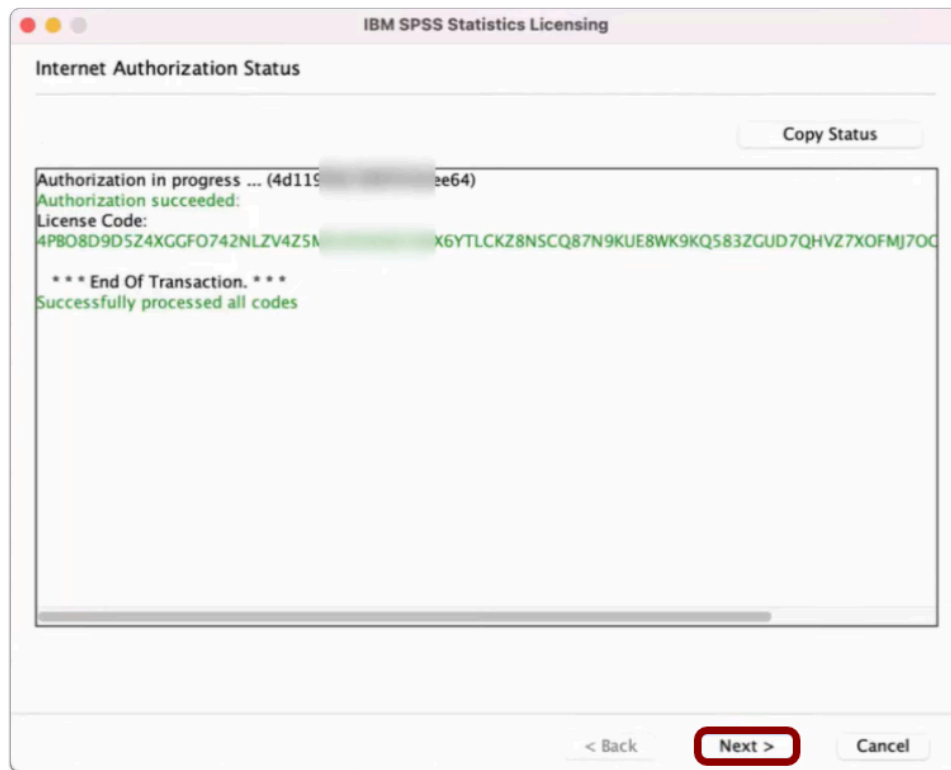 IBM SPSS Statistics Licensing
Internet Authorization Status
Copy Status
Authorization in progress ... (4d119 ee64)
Authorization succeeded:
License Code:
4PBO8D9D5Z4XGGFO742NLZV4Z5M X6YTLCKZ8NSCQ87N9KUE8WK9KQ583ZGUD7QHVZ7XOFMJ7OC
* * * End Of Transaction. * * *
Successfully processed all codes
< Back
Next >
Cancel